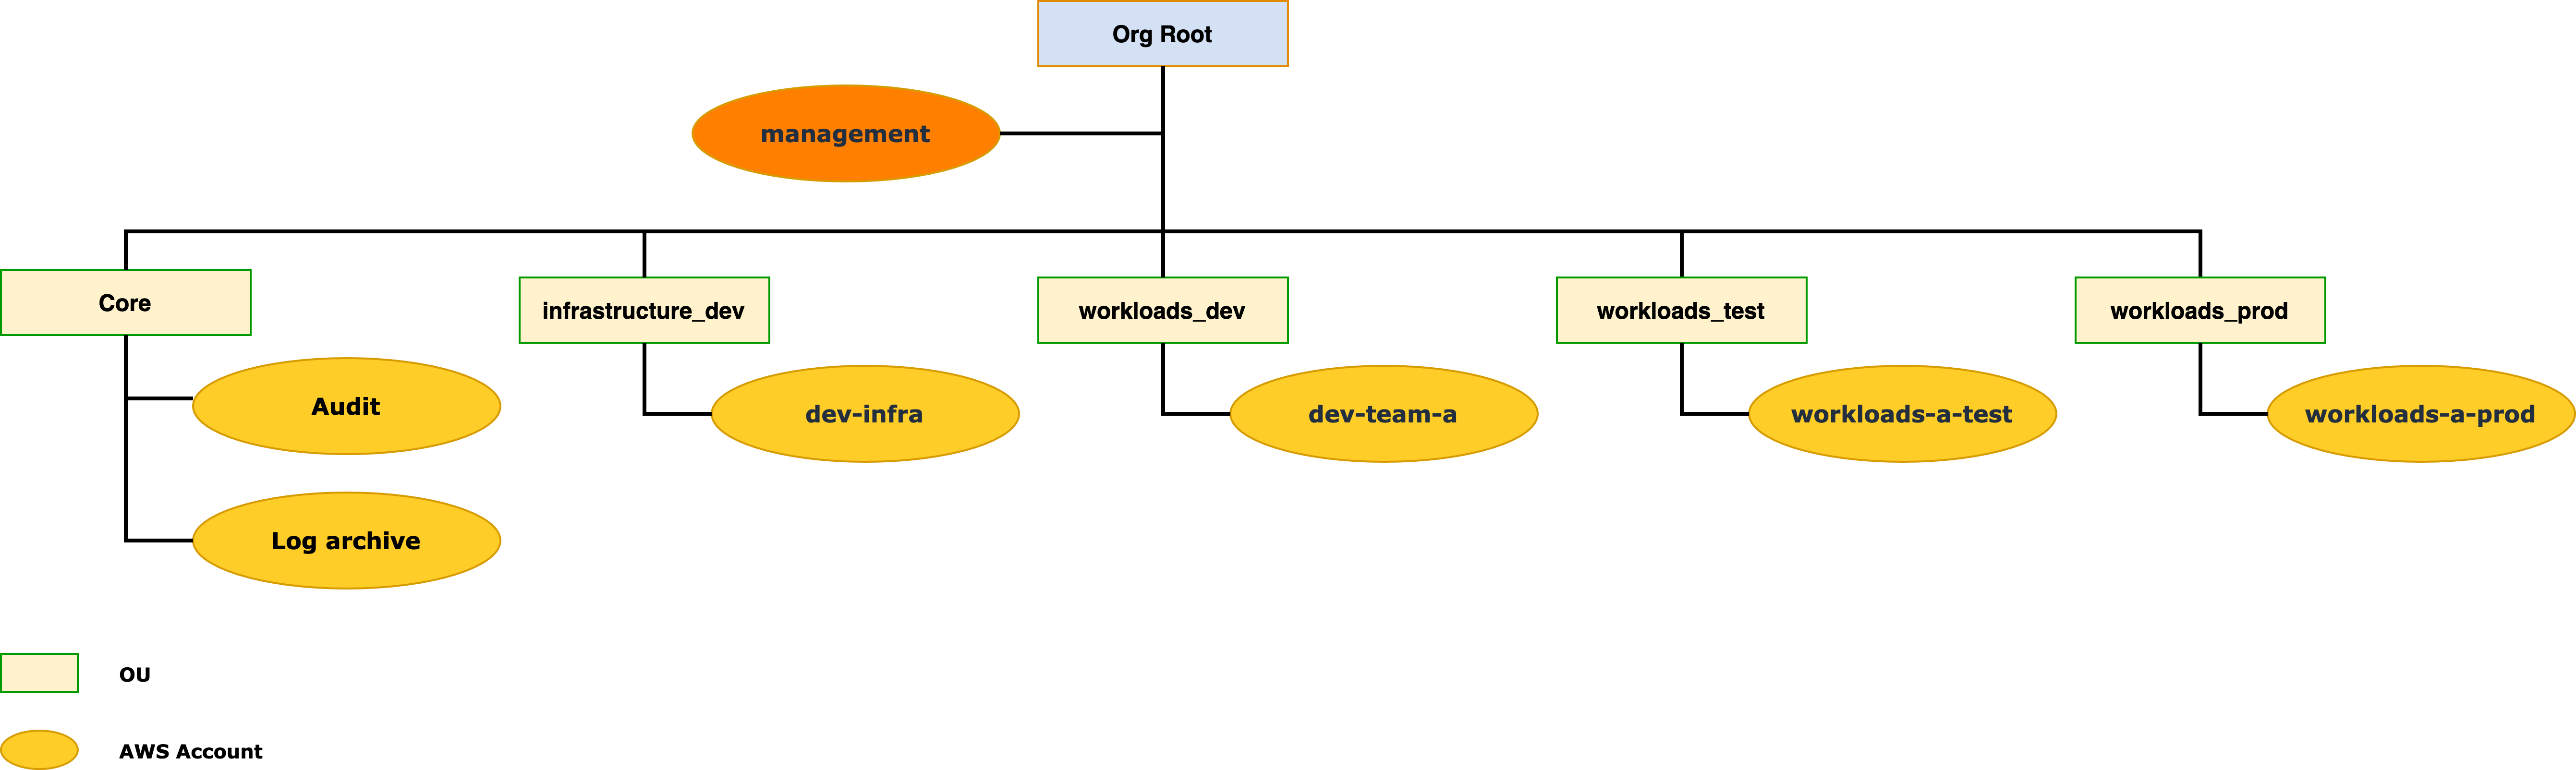 Org Root
management
Core
infrastructure_dev
workloads_dev
workloads_test
workloads_prod
Audit
dev-infra
dev-team-a
workloads-a-test
workloads-a-prod
Log archive
OU
AWS Account